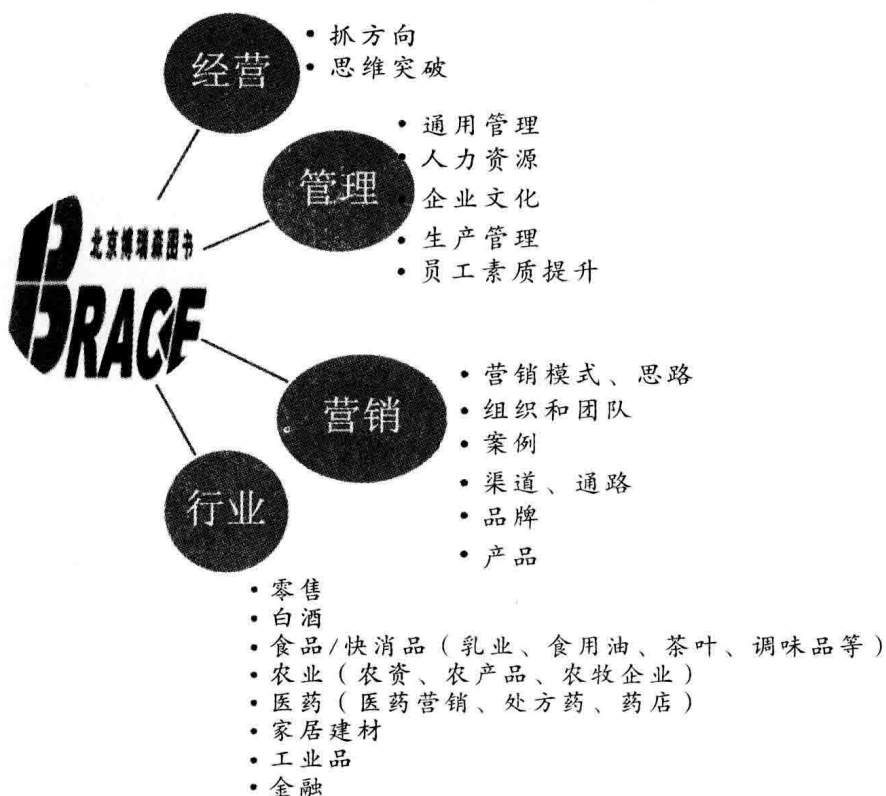 经营
• 抓方向
• 思维突破
管理
• 通用管理
• 人力资源
• 企业文化
• 生产管理
• 员工素质提升
北京博瑞森图书
BRACE
营销
• 营销模式、思路
• 组织和团队
• 案例
• 渠道、通路
• 品牌
• 产品
行业
• 零售
• 白酒
• 食品/快消品（乳业、食用油、茶叶、调味品等）
• 农业（农资、农产品、农牧企业）
• 医药（医药营销、处方药、药店）
• 家居建材
• 工业品
• 金融